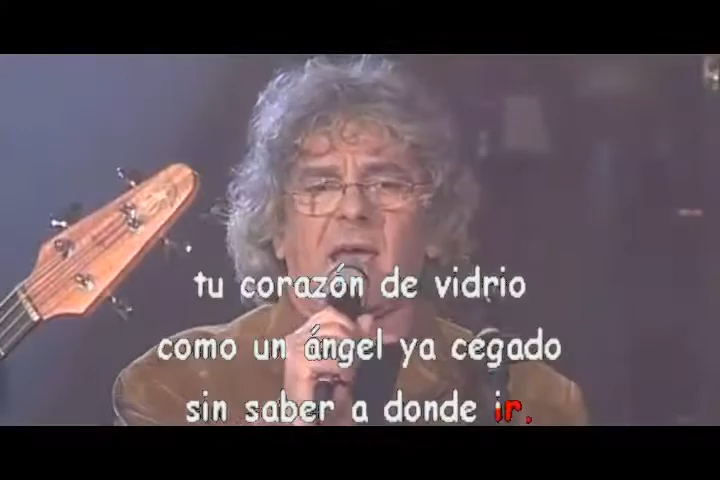 tu corazón de vidrio
como un ángel ya cegado
sin saber a donde ir.